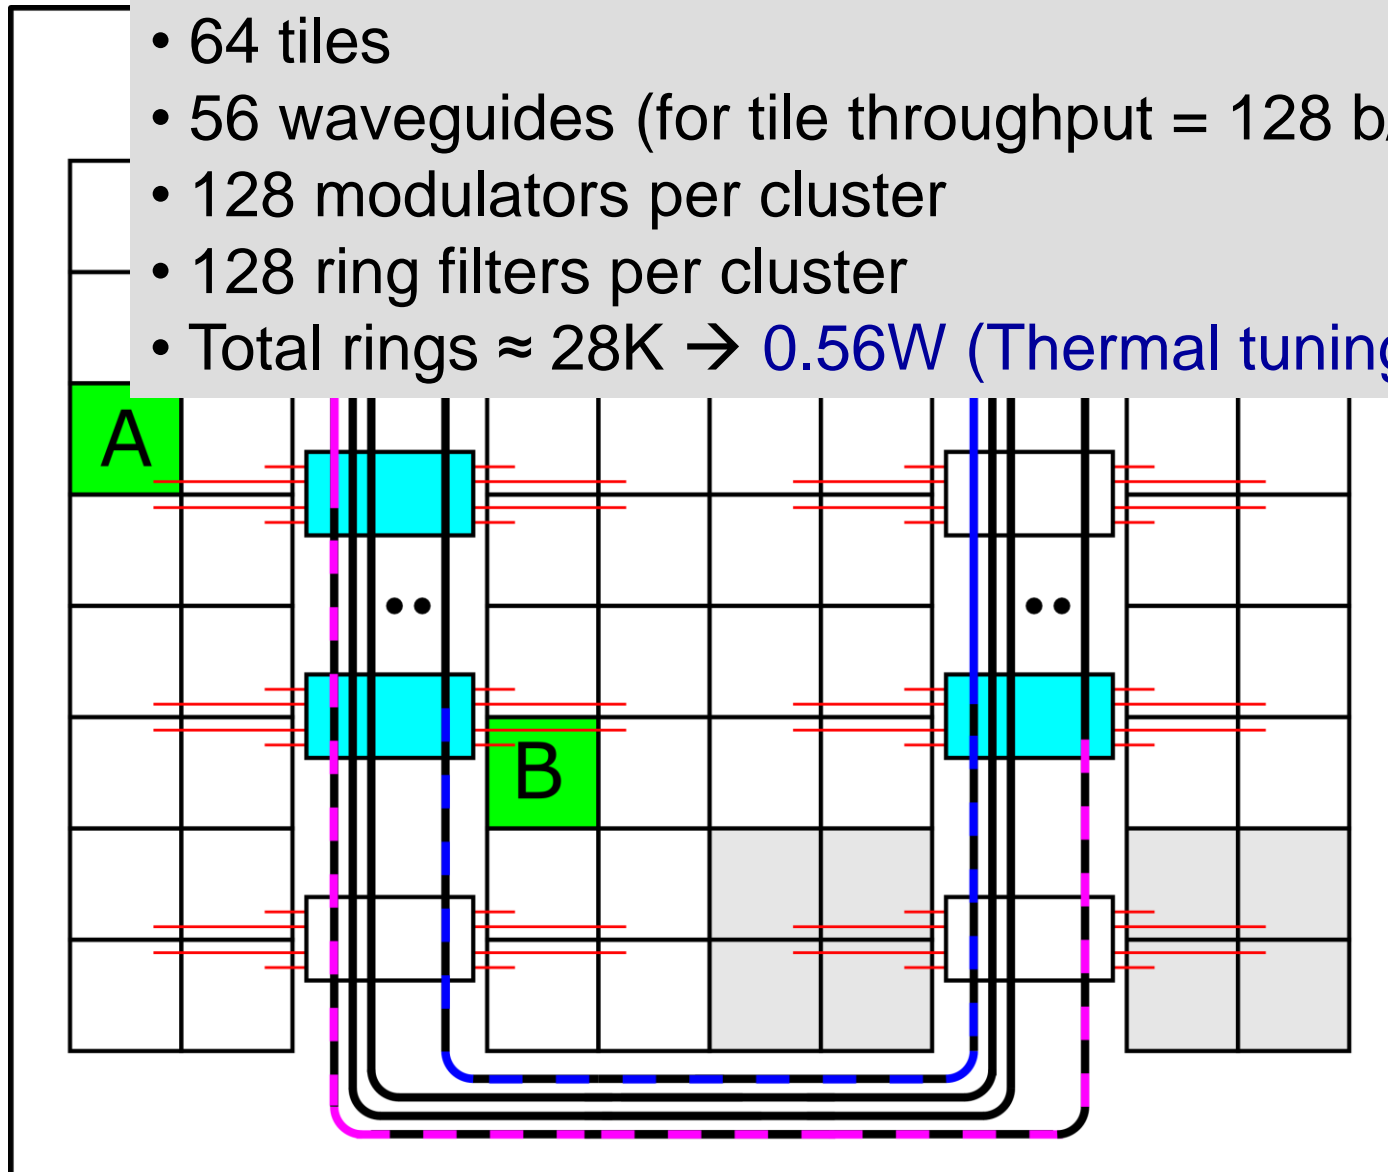 • 64 tiles
• 56 waveguides (for tile throughput = 128 b/
• 128 modulators per cluster
• 128 ring filters per cluster
• Total rings ≈ 28K → 0.56W (Thermal tuning
A
B